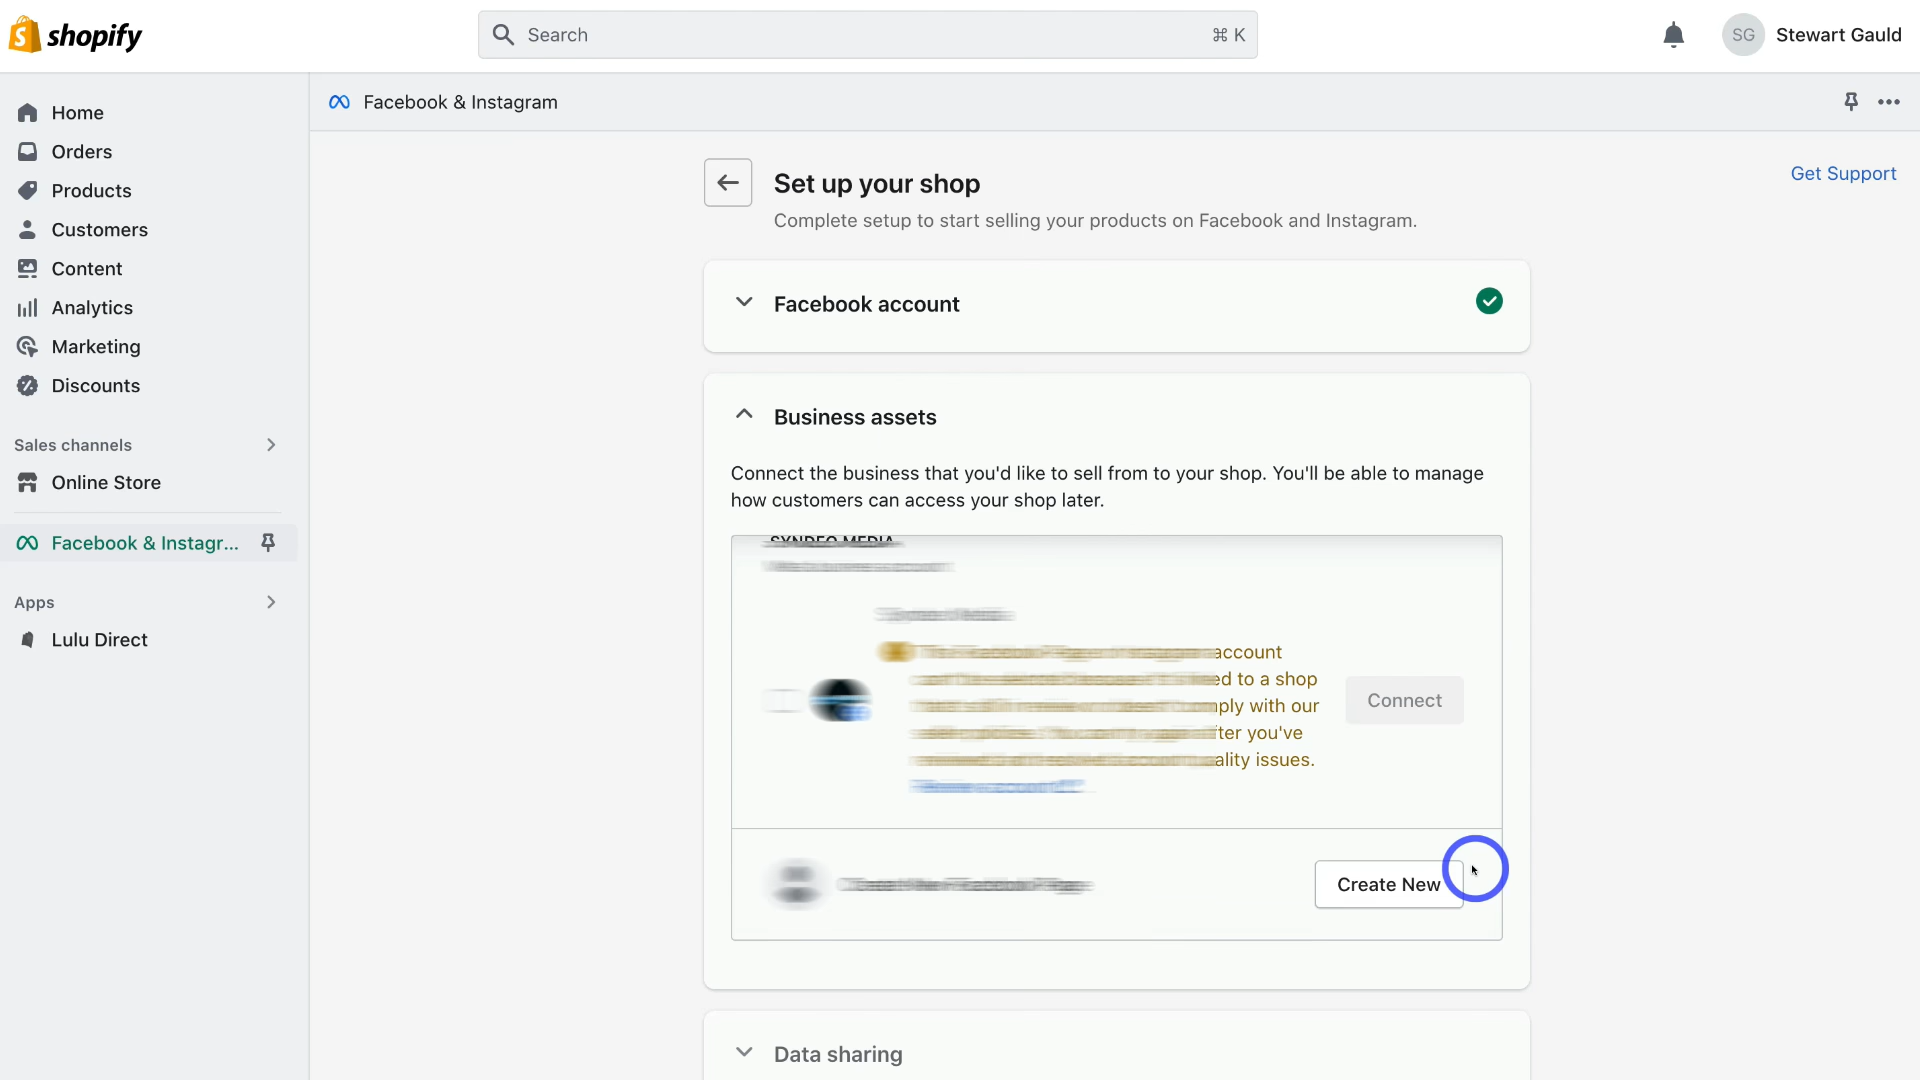 shopify
Search
⌘ K
SG
Stewart Gauld
Home
Orders
Products
Customers
Content
Analytics
Marketing
Discounts
Sales channels
Online Store
Facebook & Instagr...
Apps
Lulu Direct
Facebook & Instagram
Get Support
Set up your shop
Complete setup to start selling your products on Facebook and Instagram.
Facebook account
Business assets
Connect the business that you'd like to sell from to your shop. You'll be able to manage
how customers can access your shop later.
SYNDEO MEDIA
account
to a shop
with our
you've
issues.
Connect
Create New
Data sharing